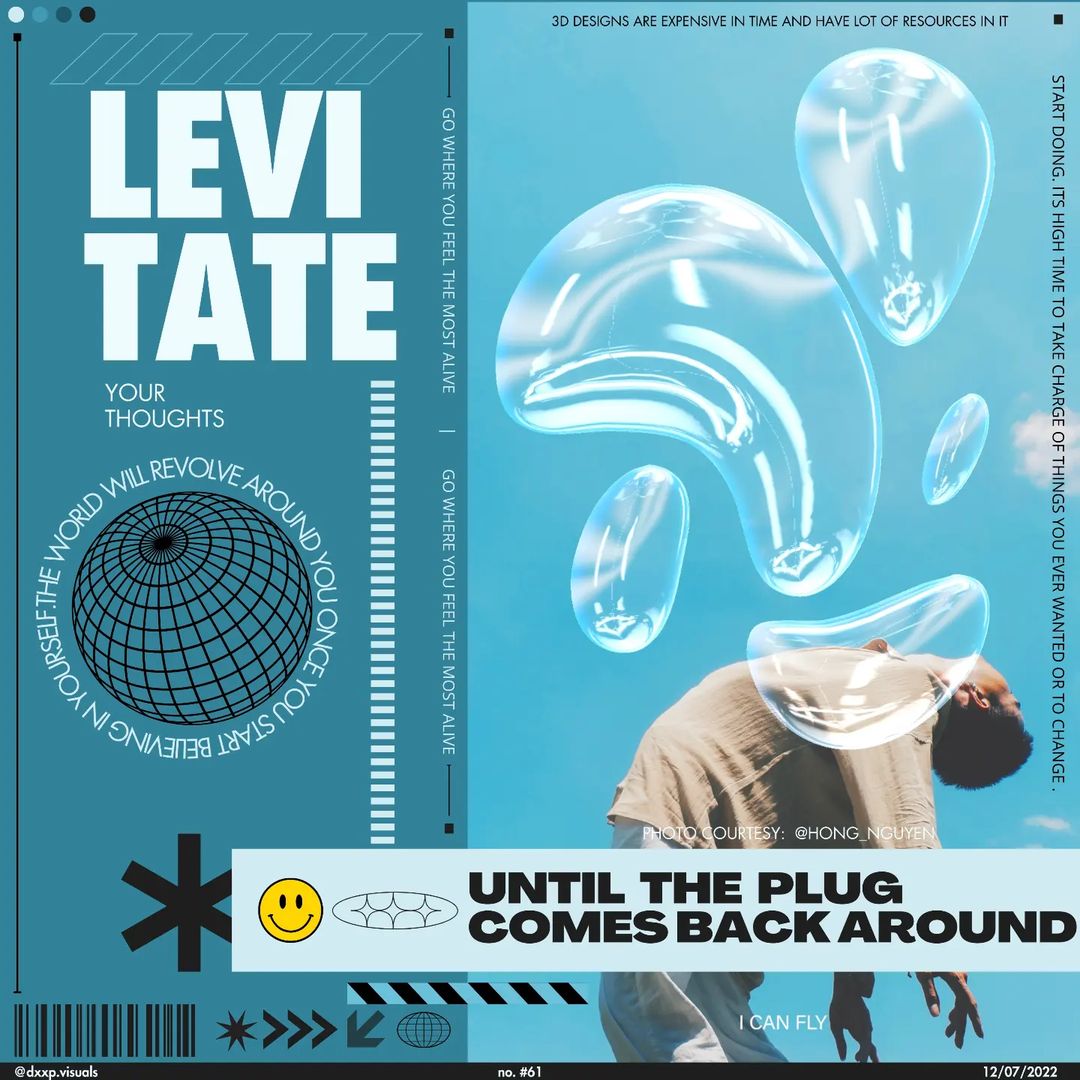 3D DESIGNS ARE EXPENSIVE IN TIME AND HAVE LOT OF RESOURCES IN IT
LEVI
TATE
YOUR
THOUGHTS
THE WORLD WILL REVOLVE AROUND YOU ONCE YOU START BELIEVING IN YOURSELF.
GO WHERE YOU FEEL THE MOST ALIVE | GO WHERE YOU FEEL THE MOST ALIVE
START DOING. ITS HIGH TIME TO TAKE CHARGE OF THINGS YOU EVER WANTED OR TO CHANGE .
PHOTO COURTESY: @HONG_NGUYEN
UNTIL THE PLUG
COMES BACK AROUND
I CAN FLY
@dxxp.visuals
no. #61
12/07/2022